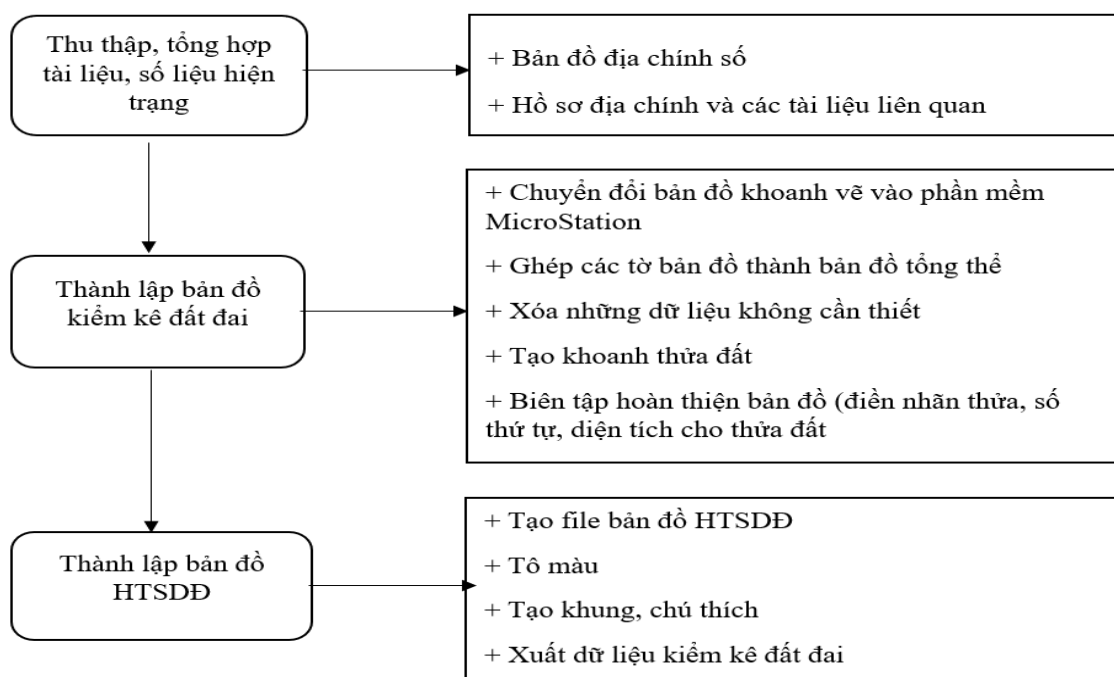 Thu thập, tổng hợp
tài liệu, số liệu hiện
trạng
+ Bản đồ địa chính số
+ Hồ sơ địa chính và các tài liệu liên quan
Thành lập bản đồ
kiểm kê đất đai
+ Chuyển đổi bản đồ khoanh vẽ vào phần mềm
MicroStation
+ Ghép các tờ bản đồ thành bản đồ tổng thể
+ Xóa những dữ liệu không cần thiết
+ Tạo khoanh thửa đất
+ Biên tập hoàn thiện bản đồ (điền nhãn thửa, số
thứ tự, diện tích cho thửa đất
Thành lập bản đồ
HTSDĐ
+ Tạo file bản đồ HTSDĐ
+ Tô màu
+ Tạo khung, chú thích
+ Xuất dữ liệu kiểm kê đất đai